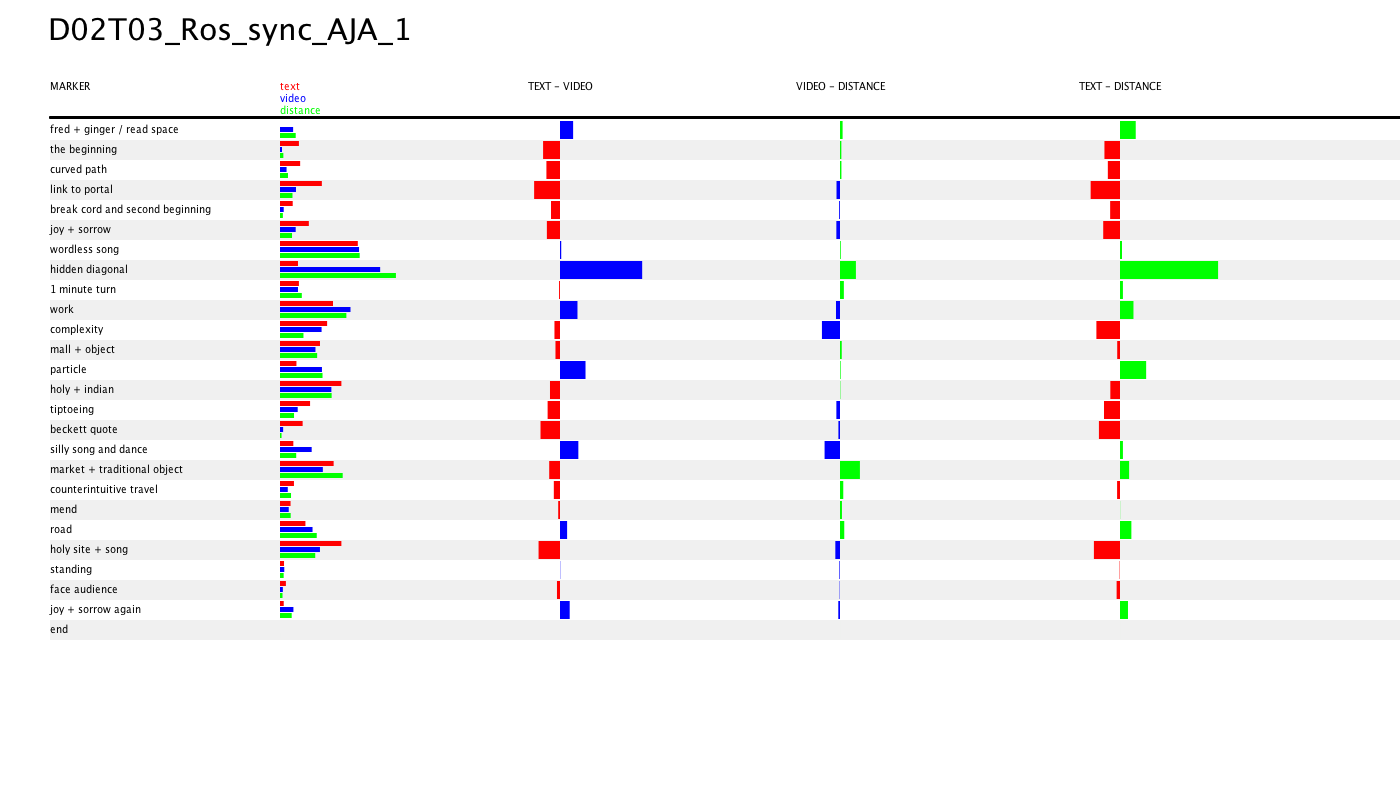 D02T03_Ros_sync_AJA_1
MARKER
text
video
distance
TEXT – VIDEO
VIDEO – DISTANCE
TEXT – DISTANCE
fred + ginger / read space
the beginning
curved path
link to portal
break cord and second beginning
joy + sorrow
wordless song
hidden diagonal
1 minute turn
work
complexity
mall + object
particle
holy + indian
tiptoeing
beckett quote
silly song and dance
market + traditional object
counterintuitive travel
mend
road
holy site + song
standing
face audience
joy + sorrow again
end